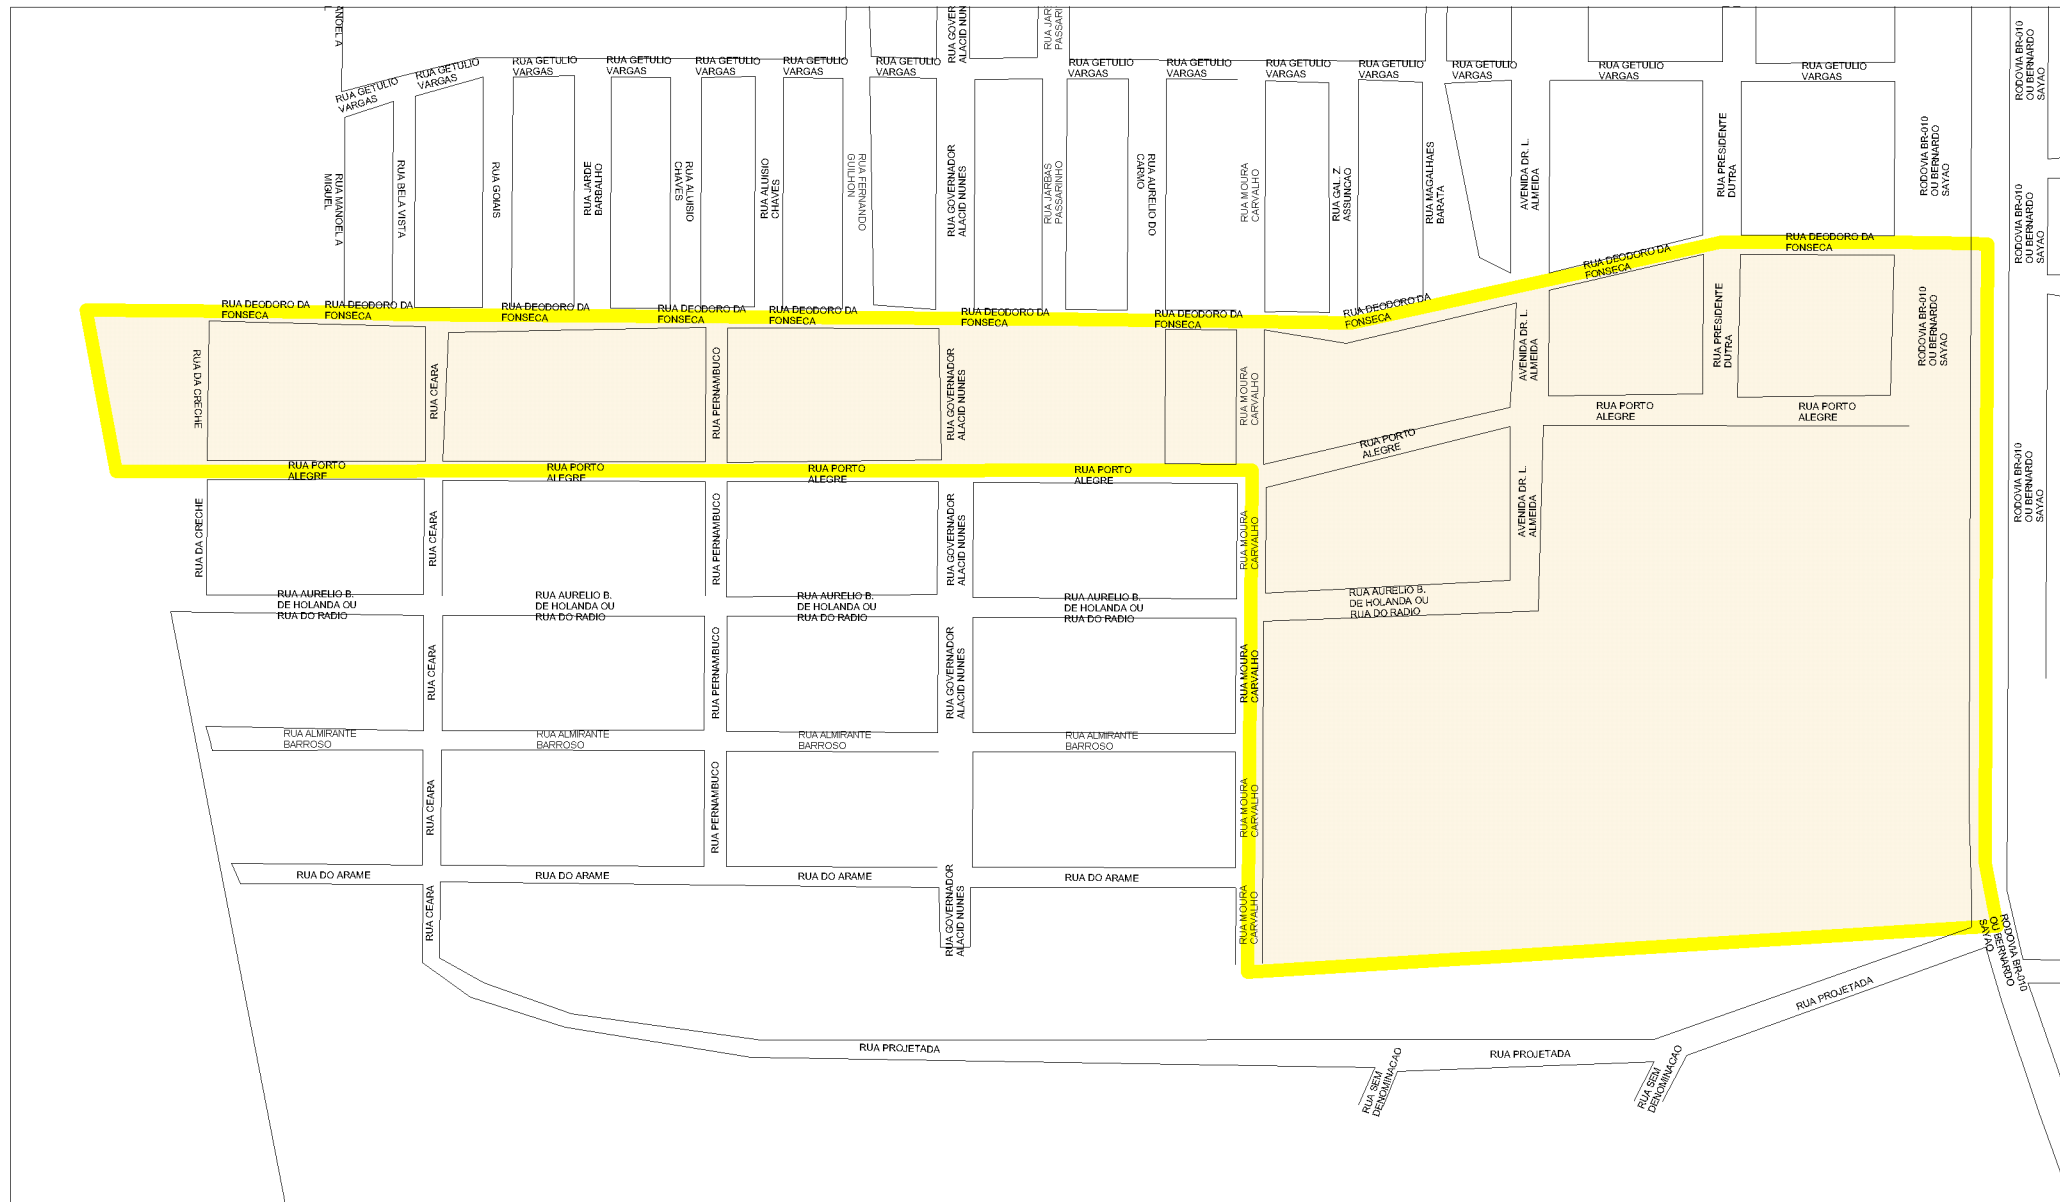 ANOEL A
L
RUA GOVER
ALACID NUN
RUA JAR
PASSARI
RODOVIA BR-010
OU BERNARDO
SAYAO
RUA GETULIO
VARGAS
RUA GETULIO
VARGAS
RUA GETULIO
VARGAS
RUA GETULIO
VARGAS
RUA GETULIO
VARGAS
RUA GETULIO
VARGAS
RUA GETULIO
VARGAS
RUA GETULIO
VARGAS
RUA GETULIO
VARGAS
RUA GETULIO
VARGAS
RUA GETULIO
VARGAS
RUA GETULIO
VARGAS
RUA GETULIO
VARGAS
RUA GETULIO
VARGAS
RUA MANOEL A
MIGUEL
RUA BELA VISTA
RUA GOIAIS
RUA JARDE
BARBALHO
RUA ALUISIO
CHAVES
RUA ALUISIO
CHAVES
RUA FERNANDO
GUILHON
RUA GOVERNADOR
ALACID NUNES
RUA JARBAS
PASSARINHO
RUA AURELIO DO
CARMO
RUA MOURA
CARVALHO
RUA GAL. Z.
ASSUNCAO
RUA MAGALHAES
BARATA
AVENIDA DR. L.
ALMEIDA
RUA PRESIDENTE
DUTRA
RODOVIA BR-010
OU BERNARDO
SAYAO
RODOVIA BR-010
OU BERNARDO
SAYAO
RUA DEODORO DA
FONSECA
RUA DEODORO DA
FONSECA
RUA DEODORO DA
FONSECA
RUA DEODORO DA
FONSECA
RUA DEODORO DA
FONSECA
RUA DEODORO DA
FONSECA
RUA DEODORO DA
FONSECA
RUA DEODORO DA
FONSECA
RUA DEODORO DA
FONSECA
RUA DEODORO DA
FONSECA
RUA DA CRECHE
RUA CEARA
RUA PERNAMBUCO
RUA GOVERNADOR
ALACID NUNES
RUA MOURA
CARVALHO
AVENIDA DR. L.
ALMEIDA
RUA PRESIDENTE
DUTRA
RODOVIA BR-010
OU BERNARDO
SAYAO
RUA PORTO
ALEGRE
RUA PORTO
ALEGRE
RUA PORTO
ALEGRE
RUA PORTO
ALEGRE
RUA PORTO
ALEGRE
RUA PORTO
ALEGRE
RUA PORTO
ALEGRE
RUA DA CRECHE
RUA CEARA
RUA PERNAMBUCO
RUA GOVERNADOR
ALACID NUNES
RUA MOURA
CARVALHO
AVENIDA DR. L.
ALMEIDA
RODOVIA BR-010
OU BERNARDO
SAYAO
RUA AURELIO B.
DE HOLANDA OU
RUA DO RADIO
RUA AURELIO B.
DE HOLANDA OU
RUA DO RADIO
RUA AURELIO B.
DE HOLANDA OU
RUA DO RADIO
RUA AURELIO B.
DE HOLANDA OU
RUA DO RADIO
RUA AURELIO B.
DE HOLANDA OU
RUA DO RADIO
RUA CEARA
RUA PERNAMBUCO
RUA GOVERNADOR
ALACID NUNES
RUA MOURA
CARVALHO
RUA ALMIRANTE
BARROSO
RUA ALMIRANTE
BARROSO
RUA ALMIRANTE
BARROSO
RUA ALMIRANTE
BARROSO
RUA CEARA
RUA PERNAMBUCO
RUA MOURA
CARVALHO
RUA DO ARAME
RUA DO ARAME
RUA DO ARAME
RUA DO ARAME
RUA CEARA
RUA GOVERNADOR
ALACID NUNES
RUA MOURA
CARVALHO
RODOVIA BR-010
OU BERNARDO
SAYAO
RUA PROJETADA
RUA PROJETADA
RUA PROJETADA
RUA SEM
DENOMINACAO
RUA SEM
DENOMINACAO